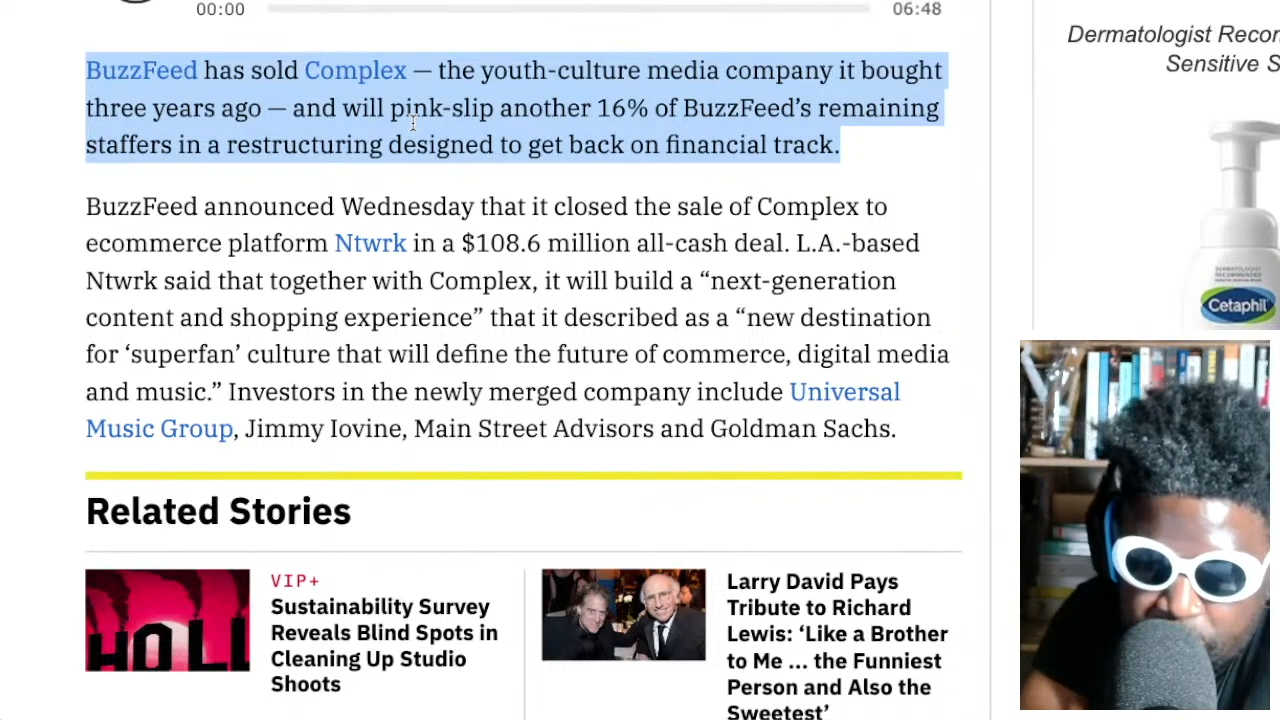 00:00
06:48
BuzzFeed has sold Complex — the youth-culture media company it bought
three years ago — and will pink-slip another 16% of BuzzFeed’s remaining
staffers in a restructuring designed to get back on financial track.
BuzzFeed announced Wednesday that it closed the sale of Complex to
ecommerce platform Ntwrk in a $108.6 million all-cash deal. L.A.-based
Ntwrk said that together with Complex, it will build a “next-generation
content and shopping experience” that it described as a “new destination
for ‘superfan’ culture that will define the future of commerce, digital media
and music.” Investors in the newly merged company include Universal
Music Group, Jimmy Iovine, Main Street Advisors and Goldman Sachs.
Related Stories
VIP+
Sustainability Survey
Reveals Blind Spots in
Cleaning Up Studio
Shoots
Larry David Pays
Tribute to Richard
Lewis: ‘Like a Brother
to Me ... the Funniest
Person and Also the
Sweetest’
Dermatologist
Sensitive
Cetaphil